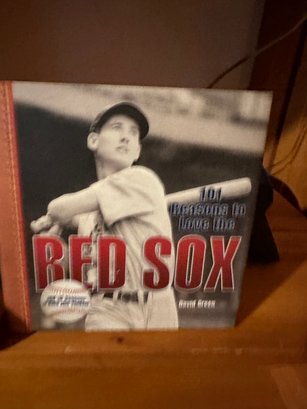 101
Reasons to
Love the
RED SOX
David Green